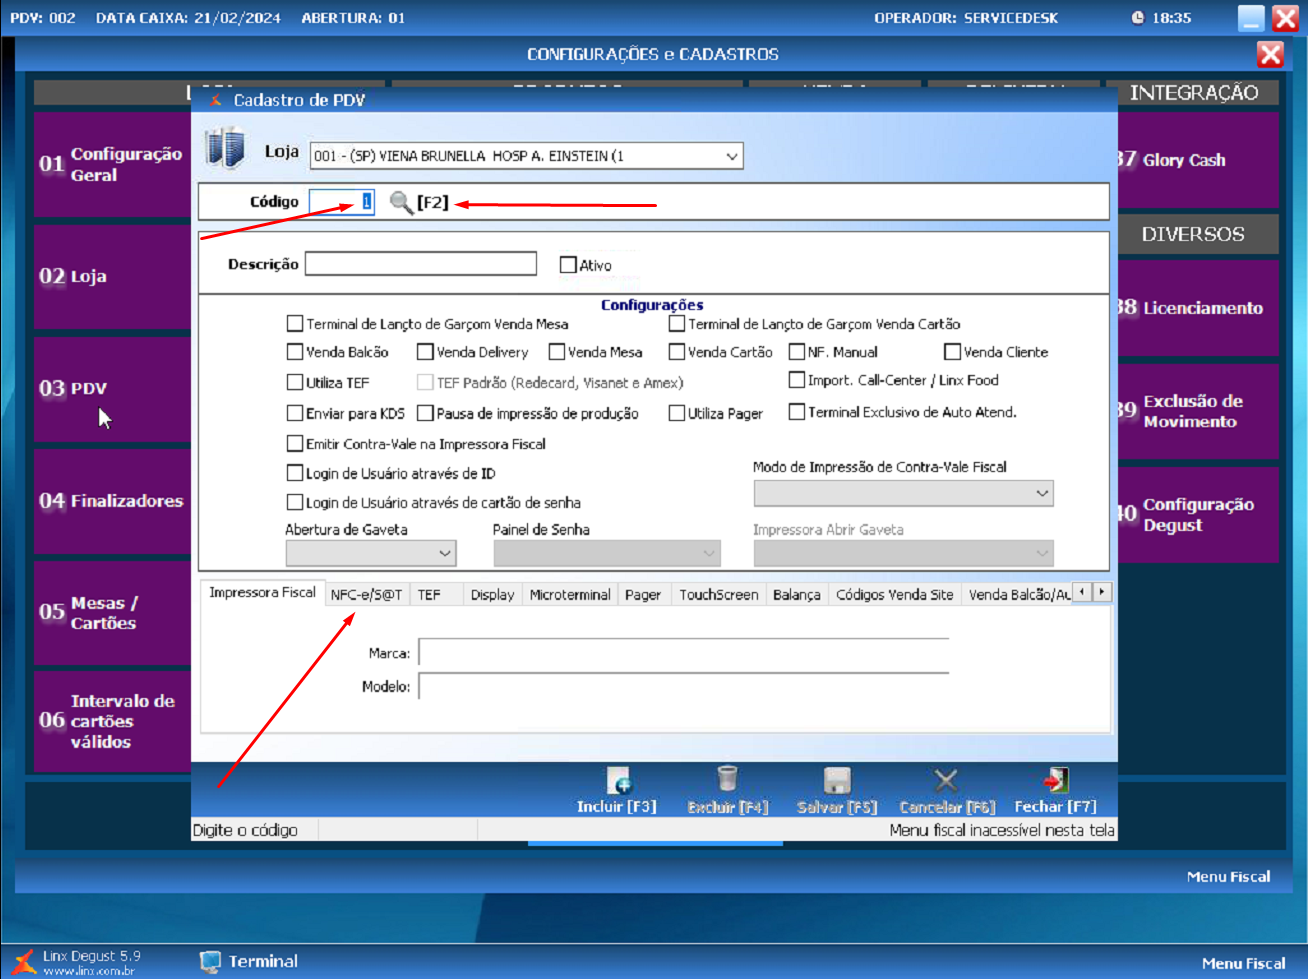 PDV: 002 DATA CAIXA: 21/02/2024 ABERTURA: 01 OPERADOR: SERVICEDESK 18:35
CONFIGURAÇÕES e CADASTROS
INTEGRAÇÃO
Cadastro de PDV
01 Configuração Geral
02 Loja
03 PDV
04 Finalizadores
05 Mesas / Cartões
06 Intervalo de cartões válidos
Loja 001 - (SP) VIENA BRUNELLA HOSP A. EINSTEIN (1
Código 1 [F2]
Descrição Ativo
Configurações
Terminal de Lançto de Garçom Venda Mesa Terminal de Lançto de Garçom Venda Cartão
Venda Balcão Venda Delivery Venda Mesa Venda Cartão NF. Manual Venda Cliente
Utiliza TEF TEF Padrão (Redecard, Visanet e Amex) Import. Call-Center / Linx Food
Enviar para KDS Pausa de impressão de produção Utiliza Pager Terminal Exclusivo de Auto Atend.
Emitir Contra-Vale na Impressora Fiscal
Login de Usuário através de ID
Modo de Impressão de Contra-Vale Fiscal
Login de Usuário através de cartão de senha
Abertura de Gaveta Painel de Senha Impressora Abrir Gaveta
Impressora Fiscal NFC-e/S@T TEF Display Microterminal Pager TouchScreen Balança Códigos Venda Site Venda Balcão/Au
Marca:
Modelo:
Incluir [F3] Excluir [F4] Salvar [F5] Cancelar [F6] Fechar [F7]
Digite o código Menu fiscal inacessível nesta tela
37 Glory Cash
DIVERSOS
38 Licenciamento
39 Exclusão de Movimento
40 Configuração Degust
Menu Fiscal
Linx Degust 5.9
www.linx.com.br
Terminal
Menu Fiscal